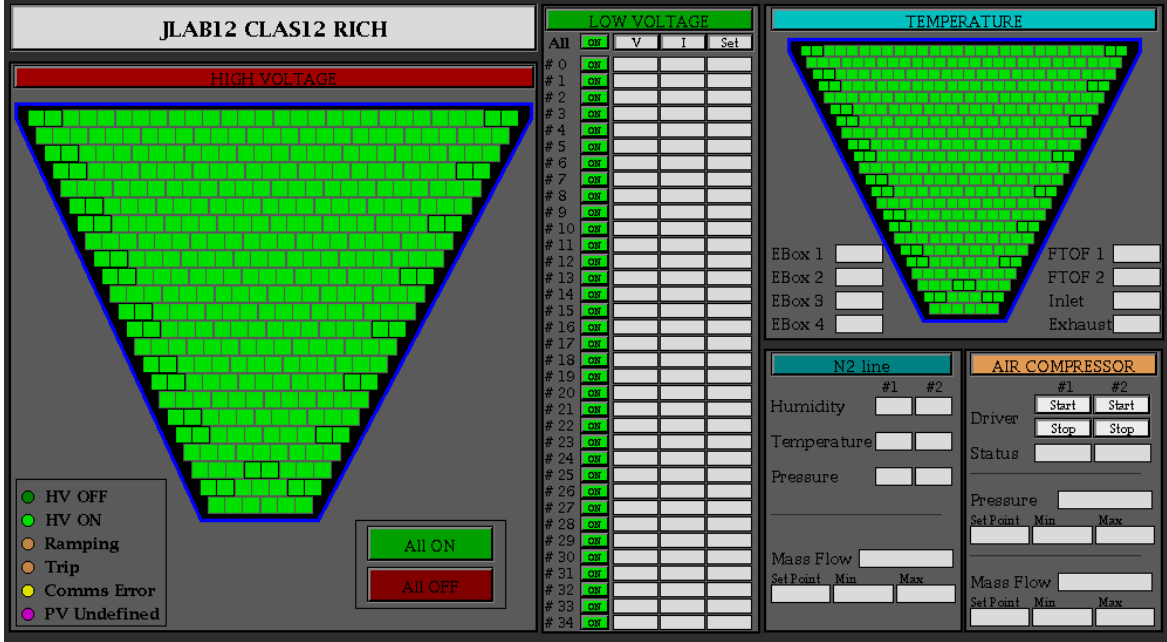 JLAB12 CLAS12 RICH
HIGH VOLTAGE
HV OFF
HV ON
Ramping
Trip
Comms Error
PV Undefined
All ON
All OFF
LOW VOLTAGE
All ON V I Set
# 0 ON
# 1 ON
# 2 ON
# 3 ON
# 4 ON
# 5 ON
# 6 ON
# 7 ON
# 8 ON
# 9 ON
# 10 ON
# 11 ON
# 12 ON
# 13 ON
# 14 ON
# 15 ON
# 16 ON
# 17 ON
# 18 ON
# 19 ON
# 20 ON
# 21 ON
# 22 ON
# 23 ON
# 24 ON
# 25 ON
# 26 ON
# 27 ON
# 28 ON
# 29 ON
# 30 ON
# 31 ON
# 32 ON
# 33 ON
# 34 ON
TEMPERATURE
EBox 1 FTOF 1
EBox 2 FTOF 2
EBox 3 Inlet
EBox 4 Exhaust
N2 line
#1 #2
Humidity
Temperature
Pressure
Mass Flow
Set Point Min Max
AIR COMPRESSOR
#1 #2
Driver Start Start
Stop Stop
Status
Pressure
Set Point Min Max
Mass Flow
Set Point Min Max